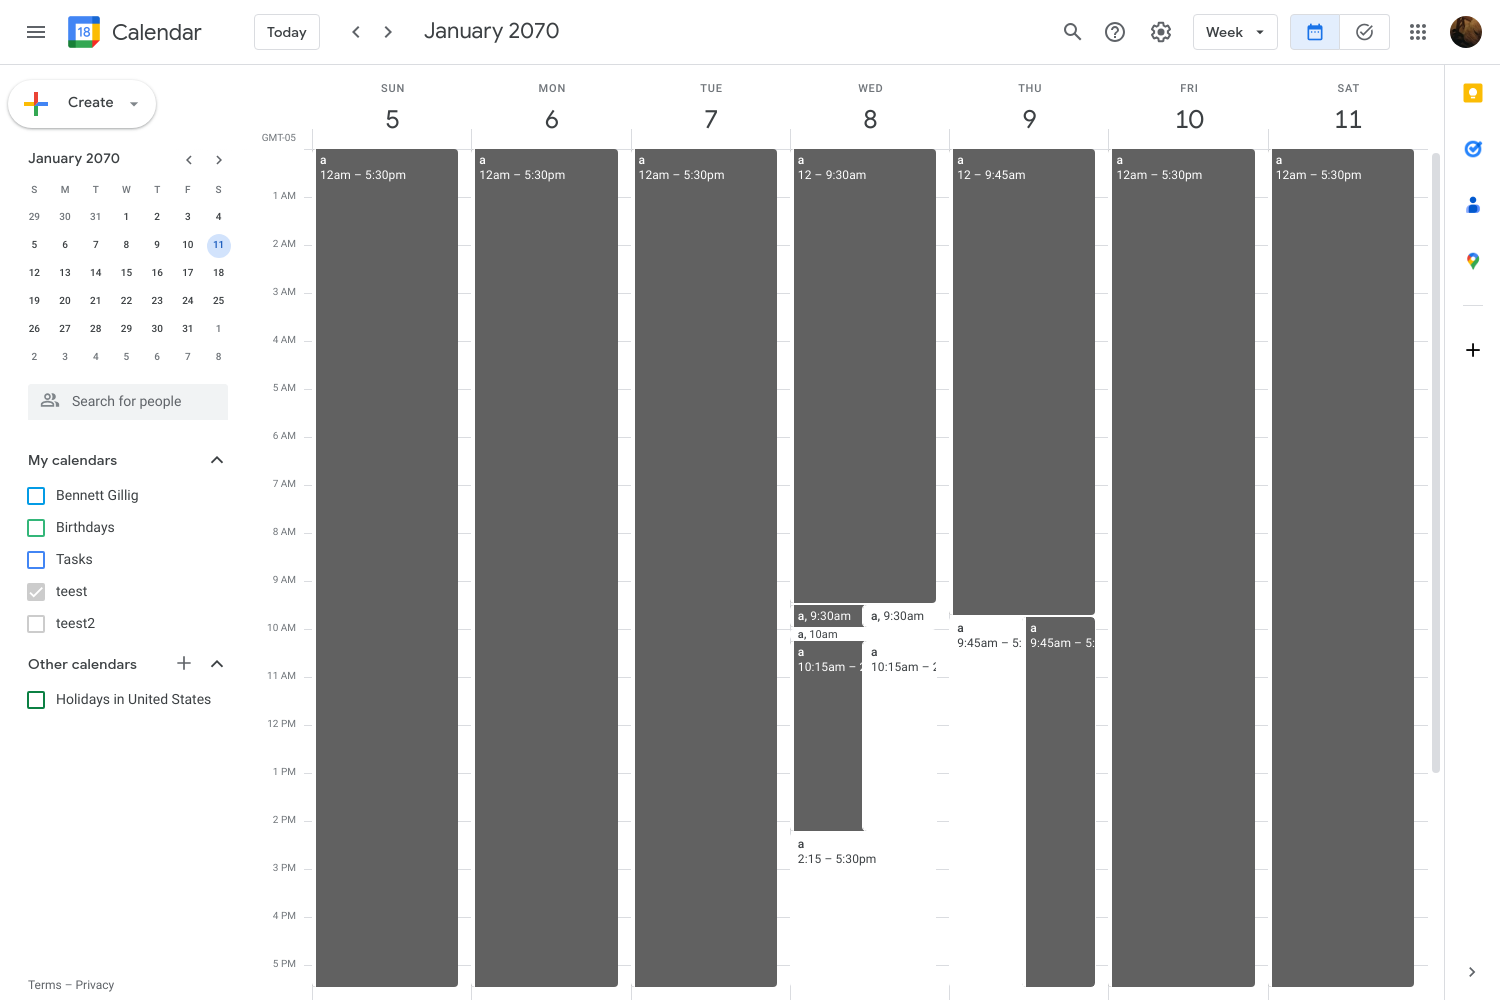 18 Calendar Today January 2070 Week
Create
January 2070
S M T W T F S
29 30 31 1 2 3 4
5 6 7 8 9 10 11
12 13 14 15 16 17 18
19 20 21 22 23 24 25
26 27 28 29 30 31 1
2 3 4 5 6 7 8
Search for people
My calendars
Bennett Gillig
Birthdays
Tasks
teest
teest2
Other calendars
Holidays in United States
Terms – Privacy
SUN MON TUE WED THU FRI SAT
5 6 7 8 9 10 11
GMT-05
a a a a a a a
12am – 5:30pm 12am – 5:30pm 12am – 5:30pm 12 – 9:30am 12 – 9:45am 12am – 5:30pm 12am – 5:30pm
1 AM
2 AM
3 AM
4 AM
5 AM
6 AM
7 AM
8 AM
9 AM
a, 9:30am a, 9:30am
10 AM a, 10am a a
9:45am – 5: 9:45am – 5:
a a
10:15am – 2 10:15am – 2
11 AM
12 PM
1 PM
2 PM
a
2:15 – 5:30pm
3 PM
4 PM
5 PM